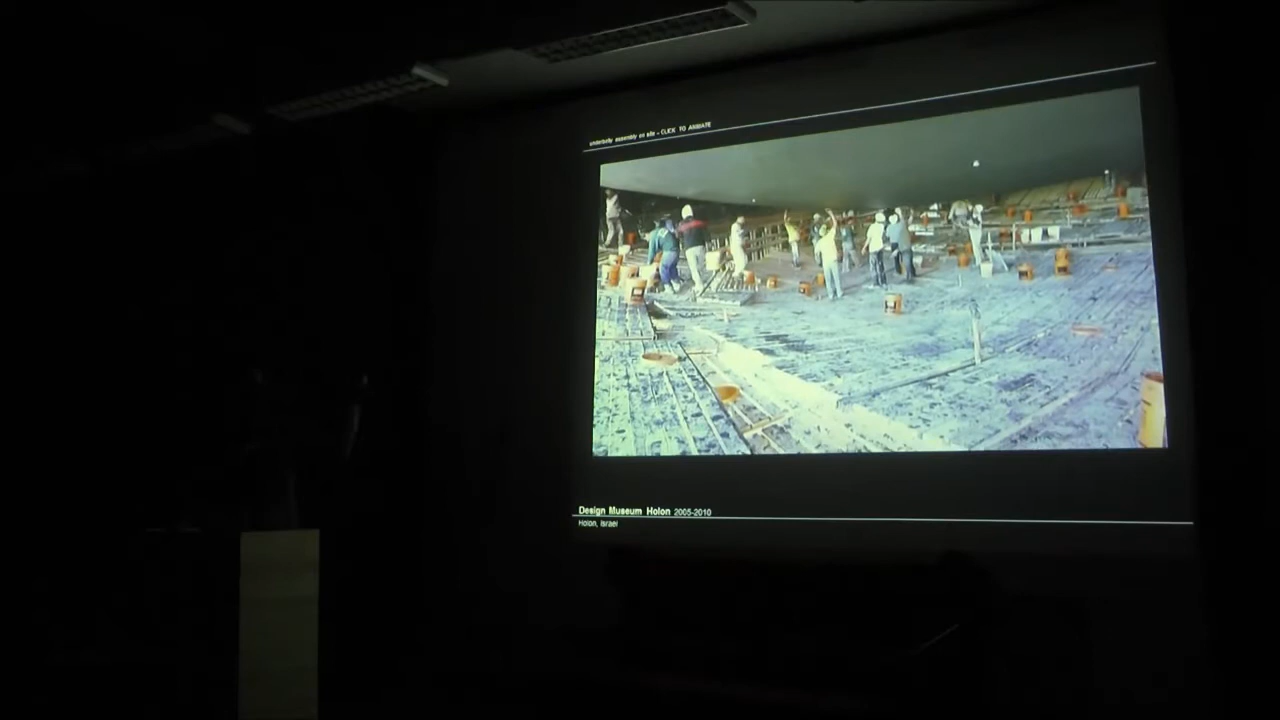 underbelly assembly on site - CLICK TO ANIMATE
Design Museum Holon 2005-2010
Holon, Israel